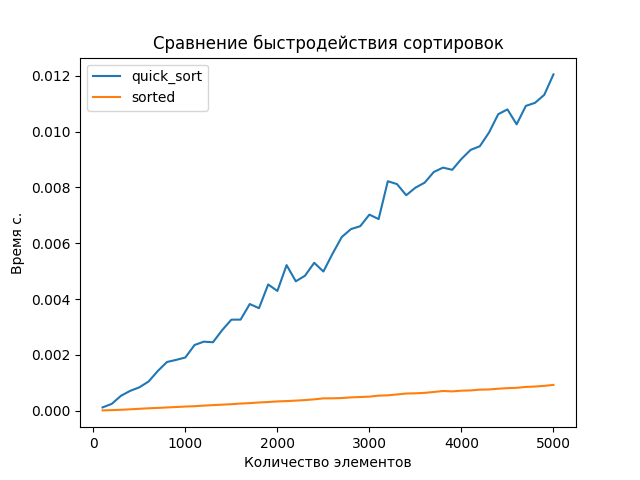 Сравнение быстродействия сортировок
quick_sort
sorted
Время с.
0.012
0.010
0.008
0.006
0.004
0.002
0.000
0
1000
2000
3000
4000
5000
Количество элементов